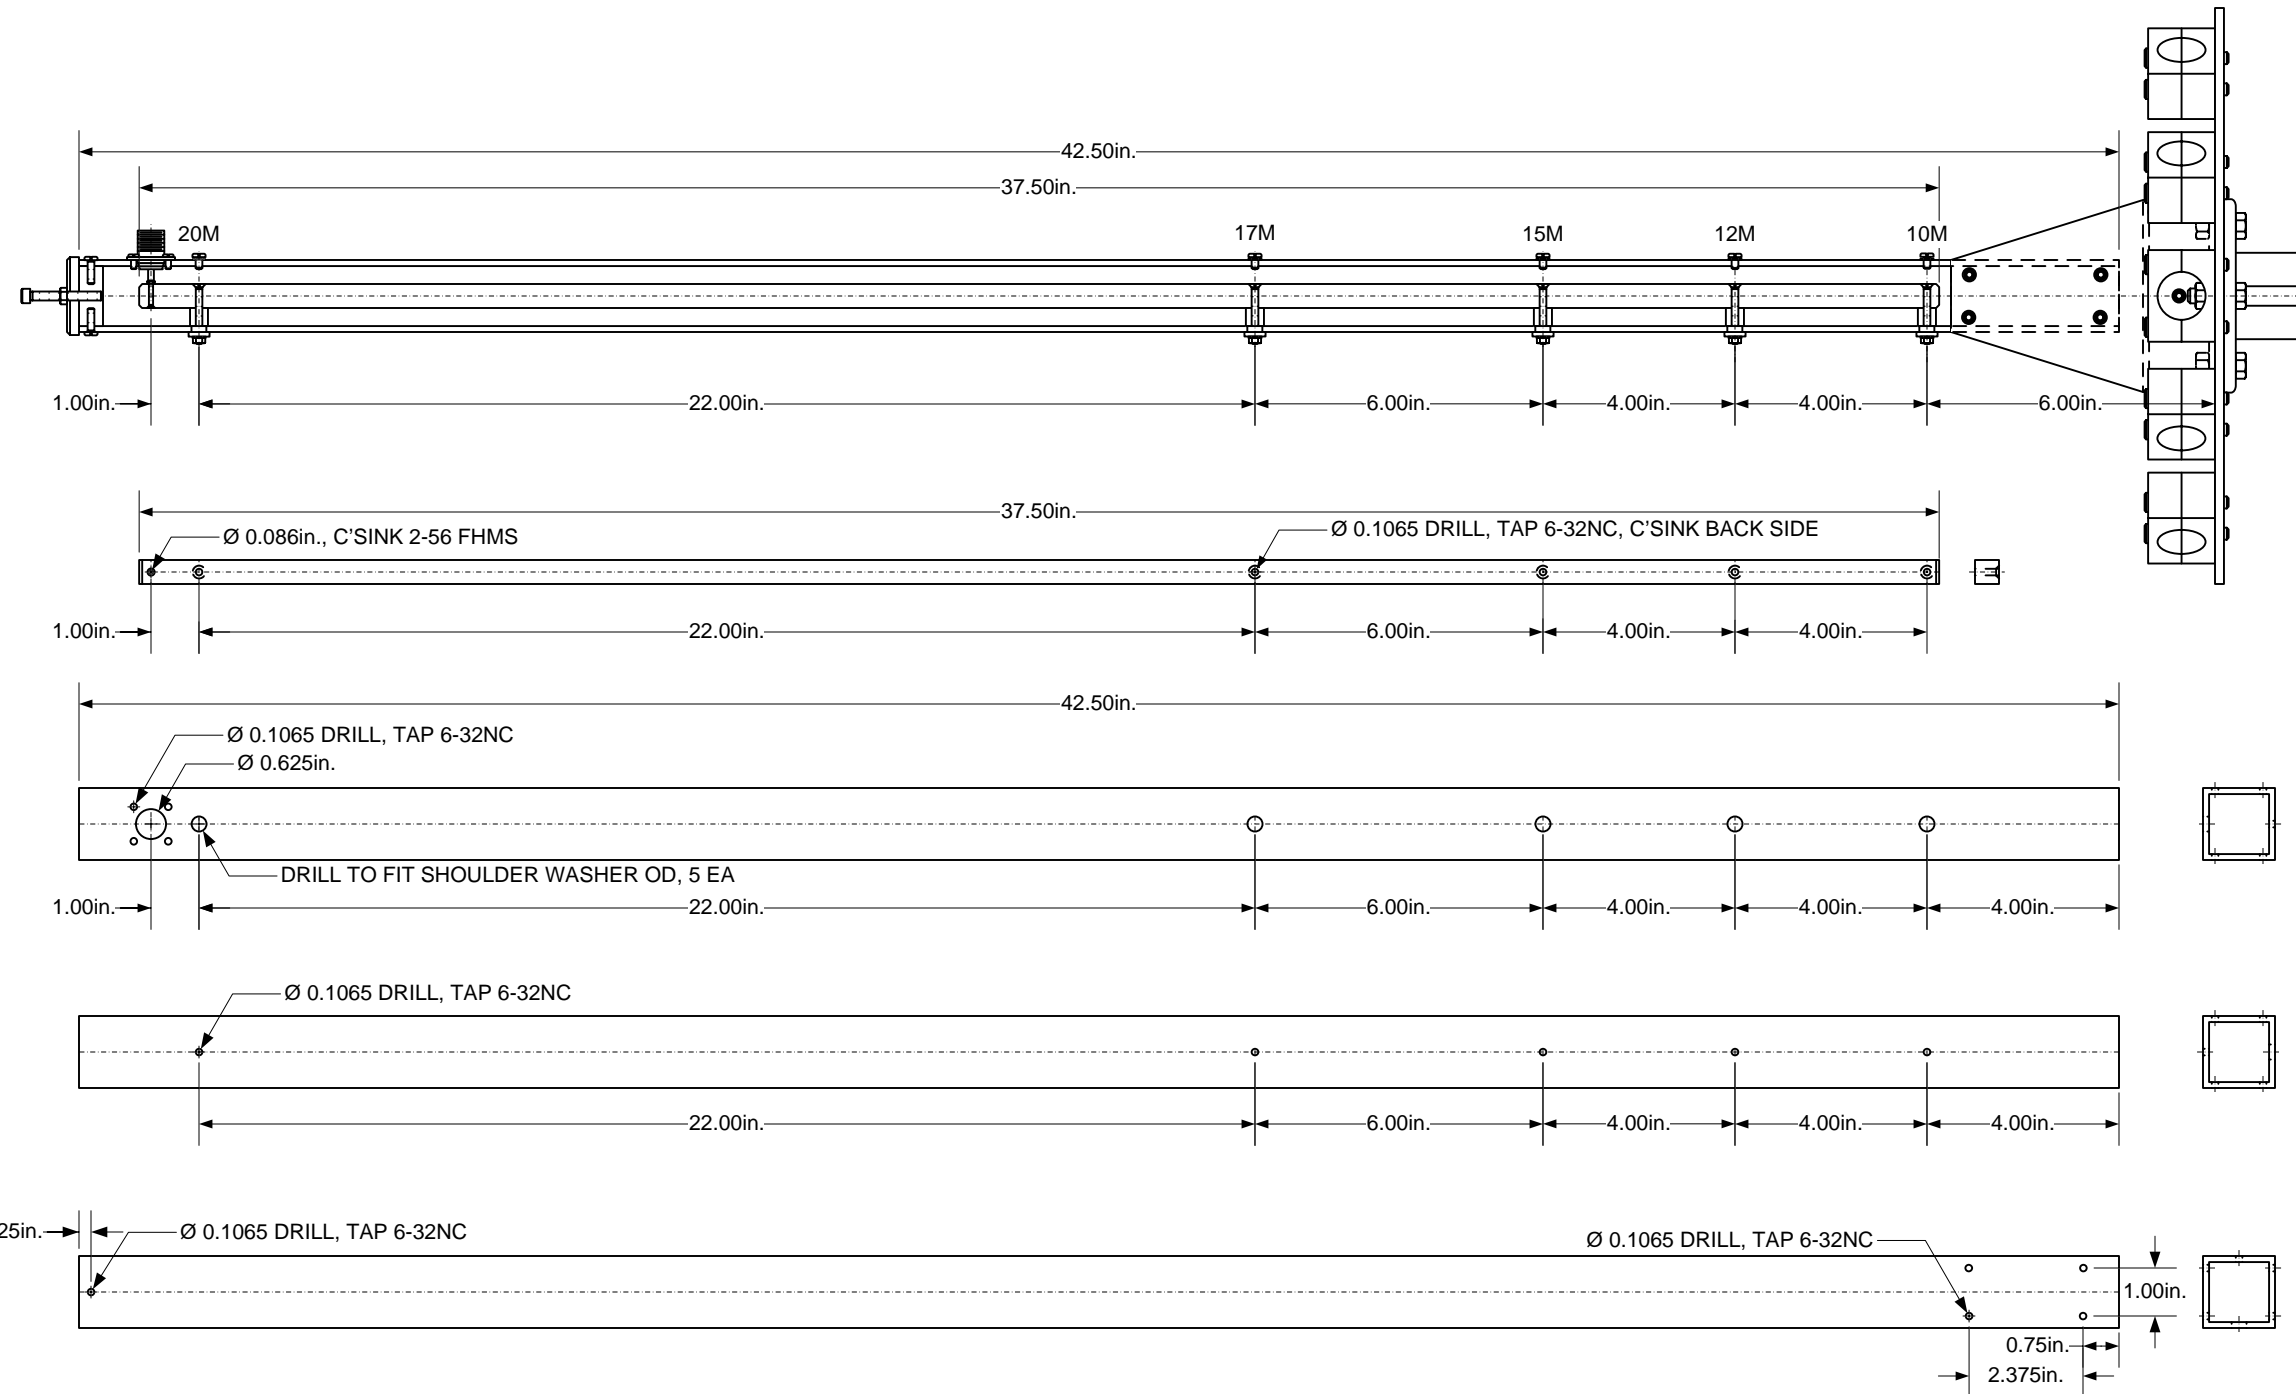 42.50in.
37.50in.
20M 17M 15M 12M 10M
1.00in. 22.00in. 6.00in. 4.00in. 4.00in. 6.00in.
37.50in.
Ø 0.086in., C'SINK 2-56 FHMS
Ø 0.1065 DRILL, TAP 6-32NC, C'SINK BACK SIDE
1.00in. 22.00in. 6.00in. 4.00in. 4.00in.
42.50in.
Ø 0.1065 DRILL, TAP 6-32NC
Ø 0.625in.
DRILL TO FIT SHOULDER WASHER OD, 5 EA
1.00in. 22.00in. 6.00in. 4.00in. 4.00in. 4.00in.
Ø 0.1065 DRILL, TAP 6-32NC
22.00in. 6.00in. 4.00in. 4.00in. 4.00in.
25in. Ø 0.1065 DRILL, TAP 6-32NC
Ø 0.1065 DRILL, TAP 6-32NC
1.00in.
0.75in.
2.375in.